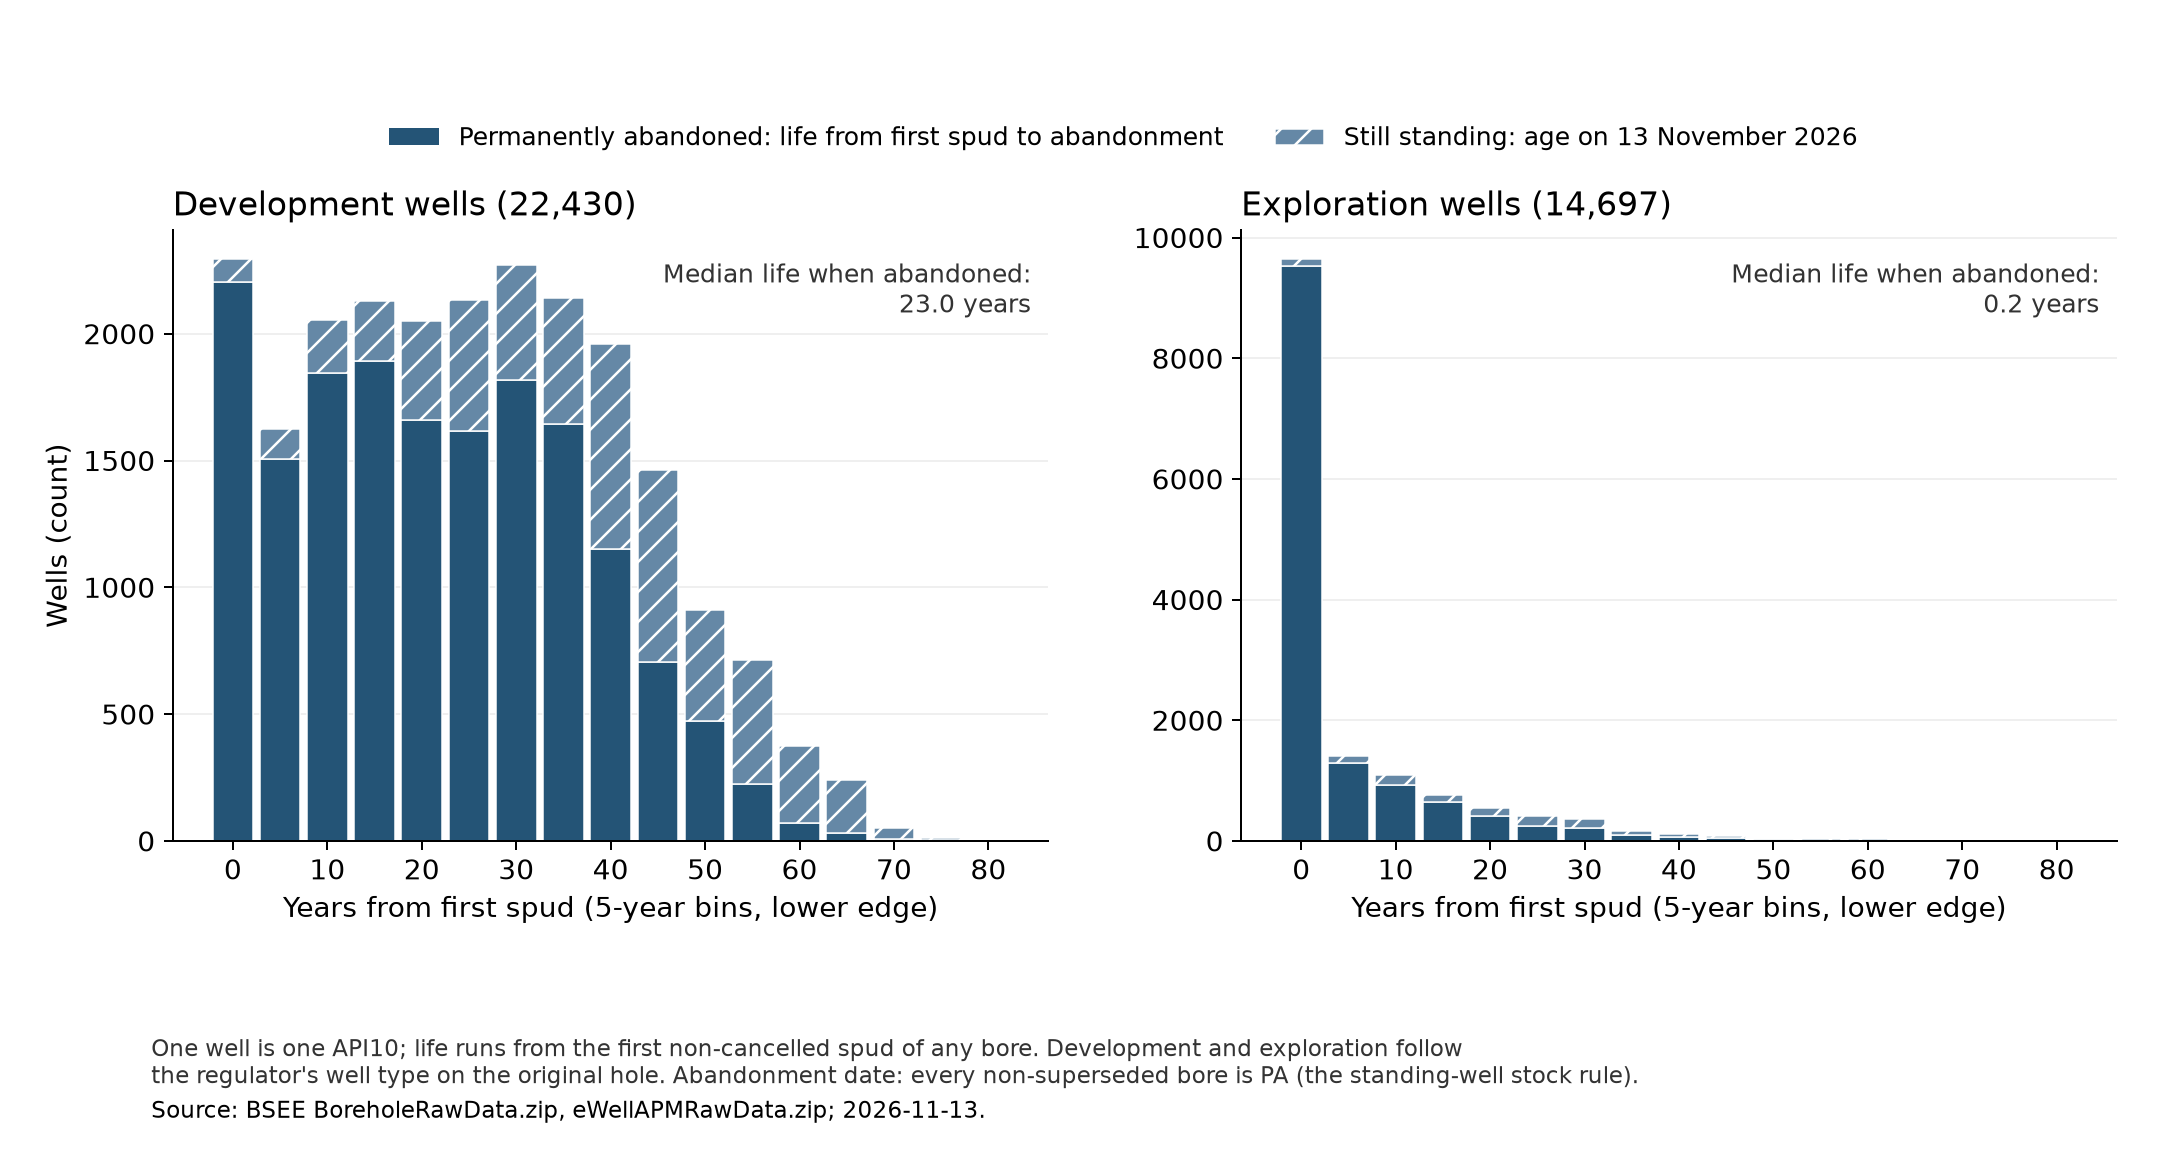 Permanently abandoned: life from first spud to abandonment
Still standing: age on 13 November 2026
Development wells (22,430)
Median life when abandoned:
23.0 years
Wells (count)
2000
1500
1000
500
0
0 10 20 30 40 50 60 70 80
Years from first spud (5-year bins, lower edge)
Exploration wells (14,697)
Median life when abandoned:
0.2 years
10000
8000
6000
4000
2000
0
0 10 20 30 40 50 60 70 80
Years from first spud (5-year bins, lower edge)
One well is one API10; life runs from the first non-cancelled spud of any bore. Development and exploration follow
the regulator's well type on the original hole. Abandonment date: every non-superseded bore is PA (the standing-well stock rule).
Source: BSEE BoreholeRawData.zip, eWellAPMRawData.zip; 2026-11-13.